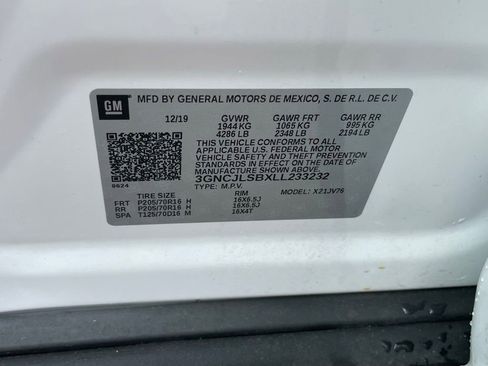 GM
MFD BY GENERAL MOTORS DE MEXICO, S. DE R.L. DE C.V.
12/19 GVWR GAWR FRT GAWR RR
1944 KG 1065 KG 995 KG
4286 LB 2348 LB 2194 LB
THIS VEHICLE CONFORMS TO ALL
APPLICABLE U.S. FEDERAL MOTOR
VEHICLE SAFETY, BUMPER, AND THEFT
PREVENTION STANDARDS IN EFFECT
ON THE DATE OF MANUFACTURE
SHOWN ABOVE.
3GNCJLSBXLL233232
TYPE: M.P.V. MODEL: X21JV76
9624
TIRE SIZE RIM
FRT P205/70R16 H 16X6.5J
RR P205/70R16 H 16X6.5J
SPA T125/70D16 M 16X4T